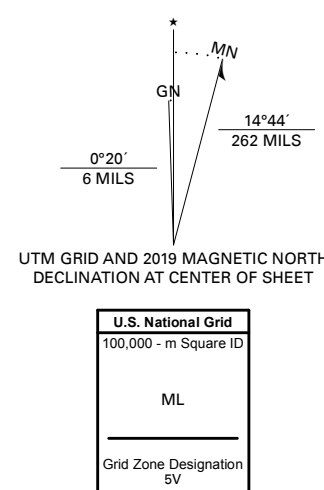 ★
MN
GN
14°44´
262 MILS
0°20´
6 MILS
UTM GRID AND 2019 MAGNETIC NORTH
DECLINATION AT CENTER OF SHEET
U.S. National Grid
100,000 - m Square ID
ML
Grid Zone Designation
5V